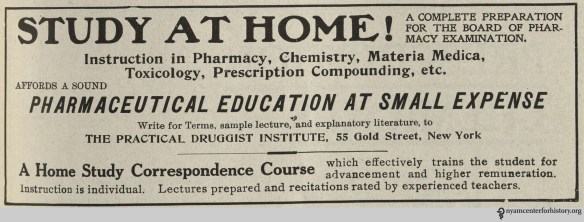 STUDY AT HOME!
A COMPLETE PREPARATION
FOR THE BOARD OF PHAR-
MACY EXAMINATION.
Instruction in Pharmacy, Chemistry, Materia Medica,
Toxicology, Prescription Compounding, etc.
AFFORDS A SOUND
PHARMACEUTICAL EDUCATION AT SMALL EXPENSE
Write for Terms, sample lecture, and explanatory literature, to
THE PRACTICAL DRUGGIST INSTITUTE, 55 Gold Street, New York
A Home Study Correspondence Course
which effectively trains the student for
advancement and higher remuneration.
Instruction is individual. Lectures prepared and recitations rated by experienced teachers.
nyamcenterforhistory.org